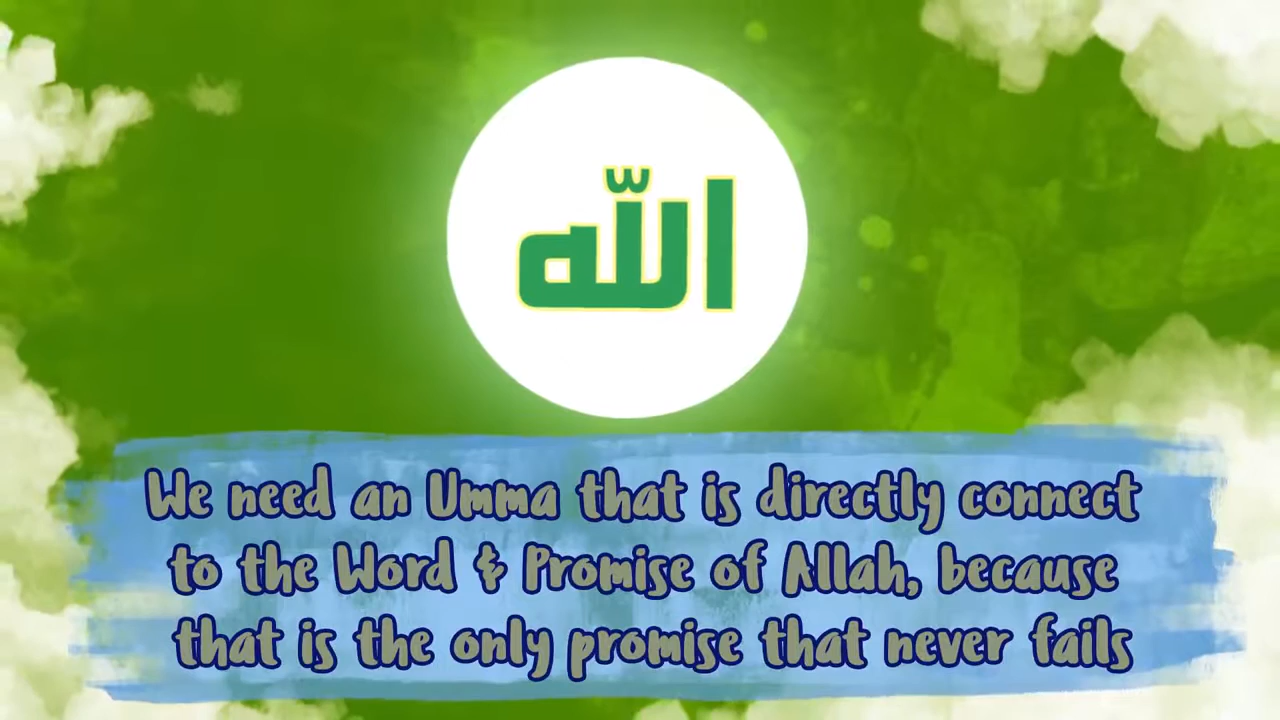 اللّه
We need an Umma that is directly connect
to the Word & Promise of Allah, because
that is the only promise that never fails